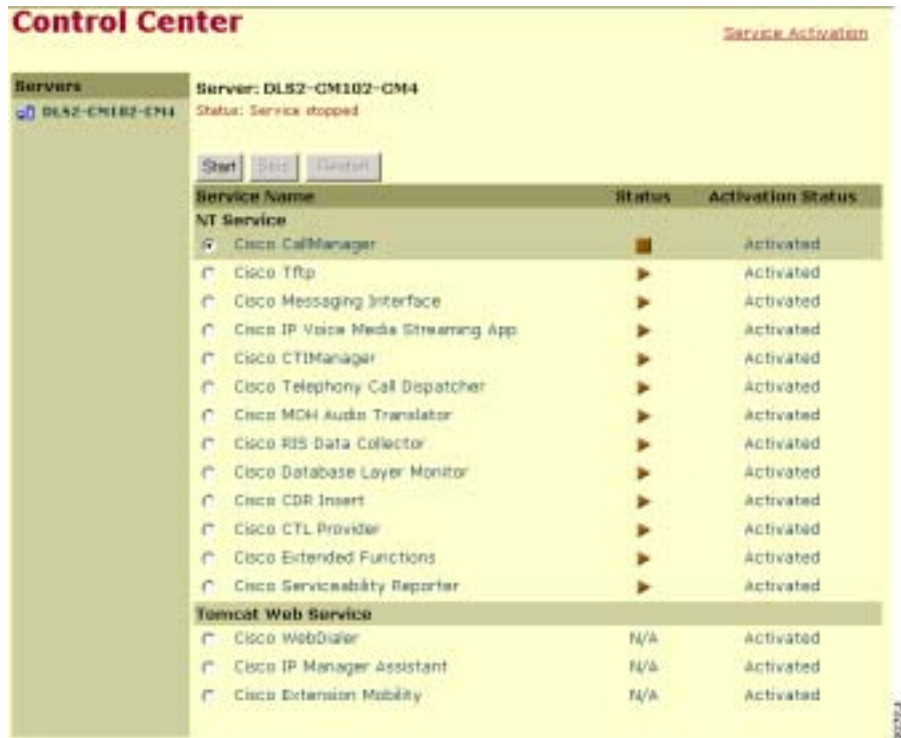 Control Center
Service Activation
Servers
DLS2-CM102-CM4
Server: DLS2-CM102-CM4
Status: Service stopped
Start Stop Restart
Service Name Status Activation Status
NT Service
Cisco CallManager Activated
Cisco Tftp Activated
Cisco Messaging Interface Activated
Cisco IP Voice Media Streaming App Activated
Cisco CTIManager Activated
Cisco Telephony Call Dispatcher Activated
Cisco MOH Audio Translator Activated
Cisco RIS Data Collector Activated
Cisco Database Layer Monitor Activated
Cisco CDR Insert Activated
Cisco CTL Provider Activated
Cisco Extended Functions Activated
Cisco Serviceability Reporter Activated
Tomcat Web Service
Cisco WebDialer N/A Activated
Cisco IP Manager Assistant N/A Activated
Cisco Extension Mobility N/A Activated